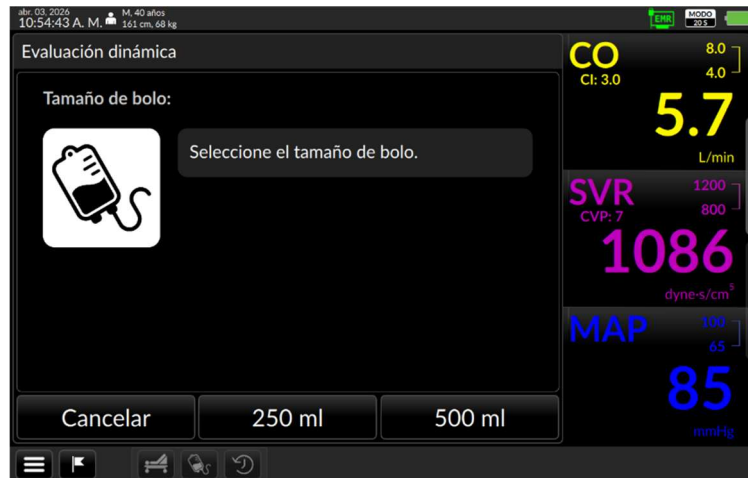 abr. 03, 2026
10:54:43 A. M.
M, 40 años
161 cm, 68 kg
EMR
MODO
20 S
Evaluación dinámica
Tamaño de bolo:
Seleccione el tamaño de bolo.
Cancelar
250 ml
500 ml
CO
CI: 3.0
8.0
4.0
5.7
L/min
SVR
CVP: 7
1200
800
1086
dyne-s/cm⁵
MAP
100
65
85
mmHg